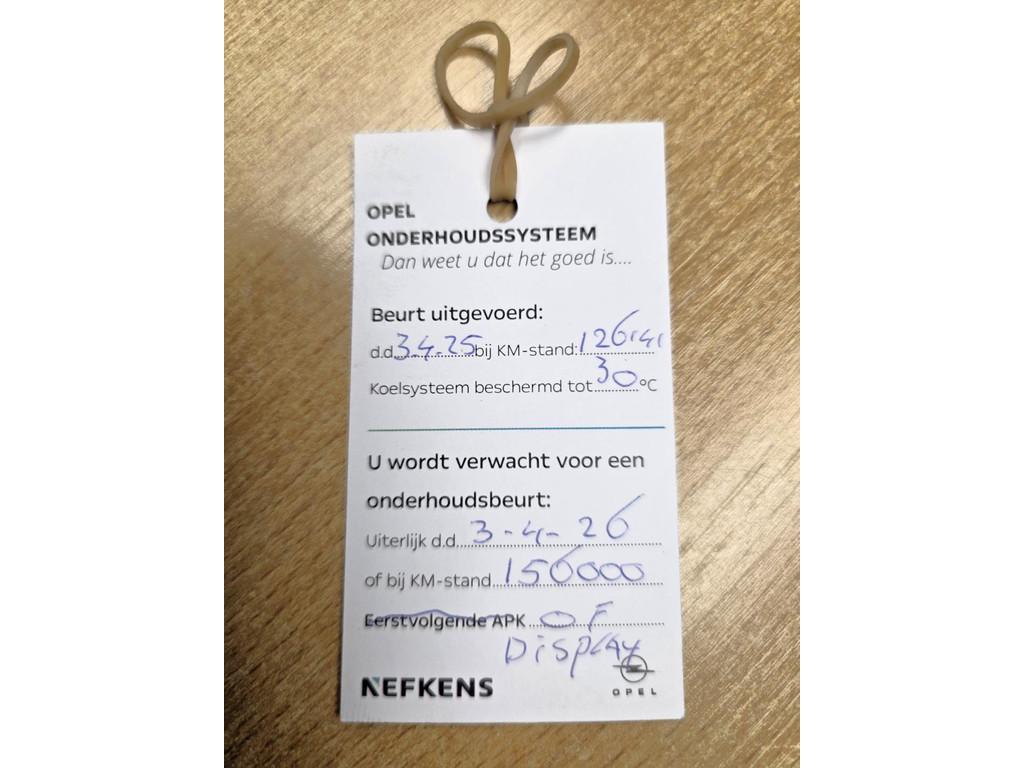 OPEL
ONDERHOUDSSYSTEEM
Dan weet u dat het goed is....
Beurt uitgevoerd:
d.d. 3-4-25 bij KM-stand: 126141
Koelsysteem beschermd tot 30 °C
U wordt verwacht voor een
onderhoudsbeurt:
Uiterlijk d.d. 3-4-26
of bij KM-stand 156000
Eerstvolgende APK OF
DiSPLAY
NEFKENS
OPEL